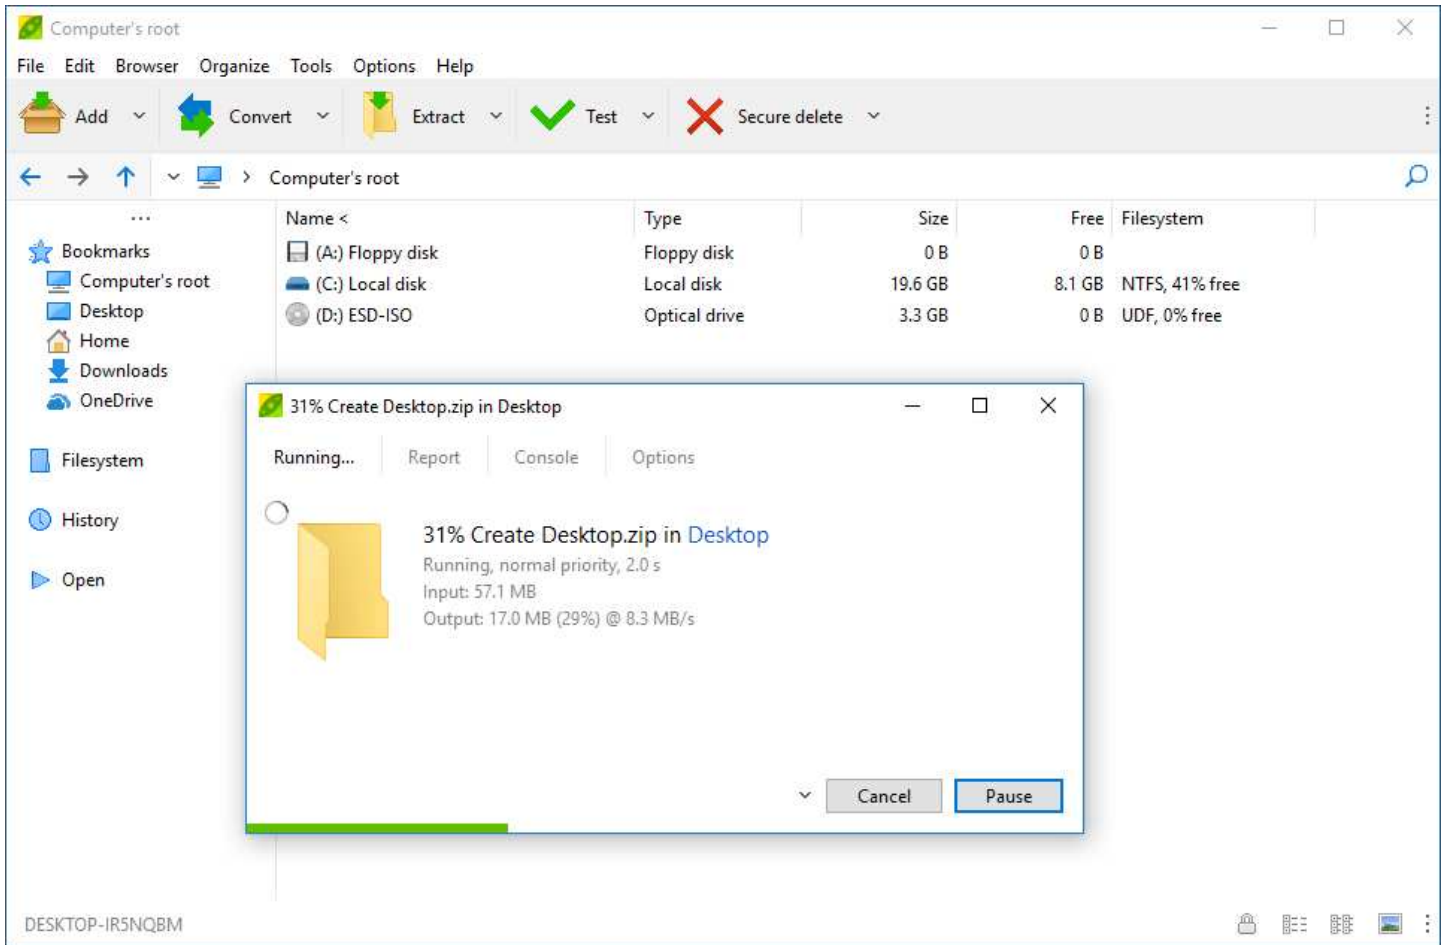 Computer's root
File Edit Browser Organize Tools Options Help
Add Convert Extract Test Secure delete
Computer's root
... Name < Type Size Free Filesystem
Bookmarks
Computer's root
Desktop
Home
Downloads
OneDrive
Filesystem
History
Open
(A:) Floppy disk Floppy disk 0 B 0 B
(C:) Local disk Local disk 19.6 GB 8.1 GB NTFS, 41% free
(D:) ESD-ISO Optical drive 3.3 GB 0 B UDF, 0% free
31% Create Desktop.zip in Desktop
Running... Report Console Options
31% Create Desktop.zip in Desktop
Running, normal priority, 2.0 s
Input: 57.1 MB
Output: 17.0 MB (29%) @ 8.3 MB/s
Cancel Pause
DESKTOP-IR5NQBM